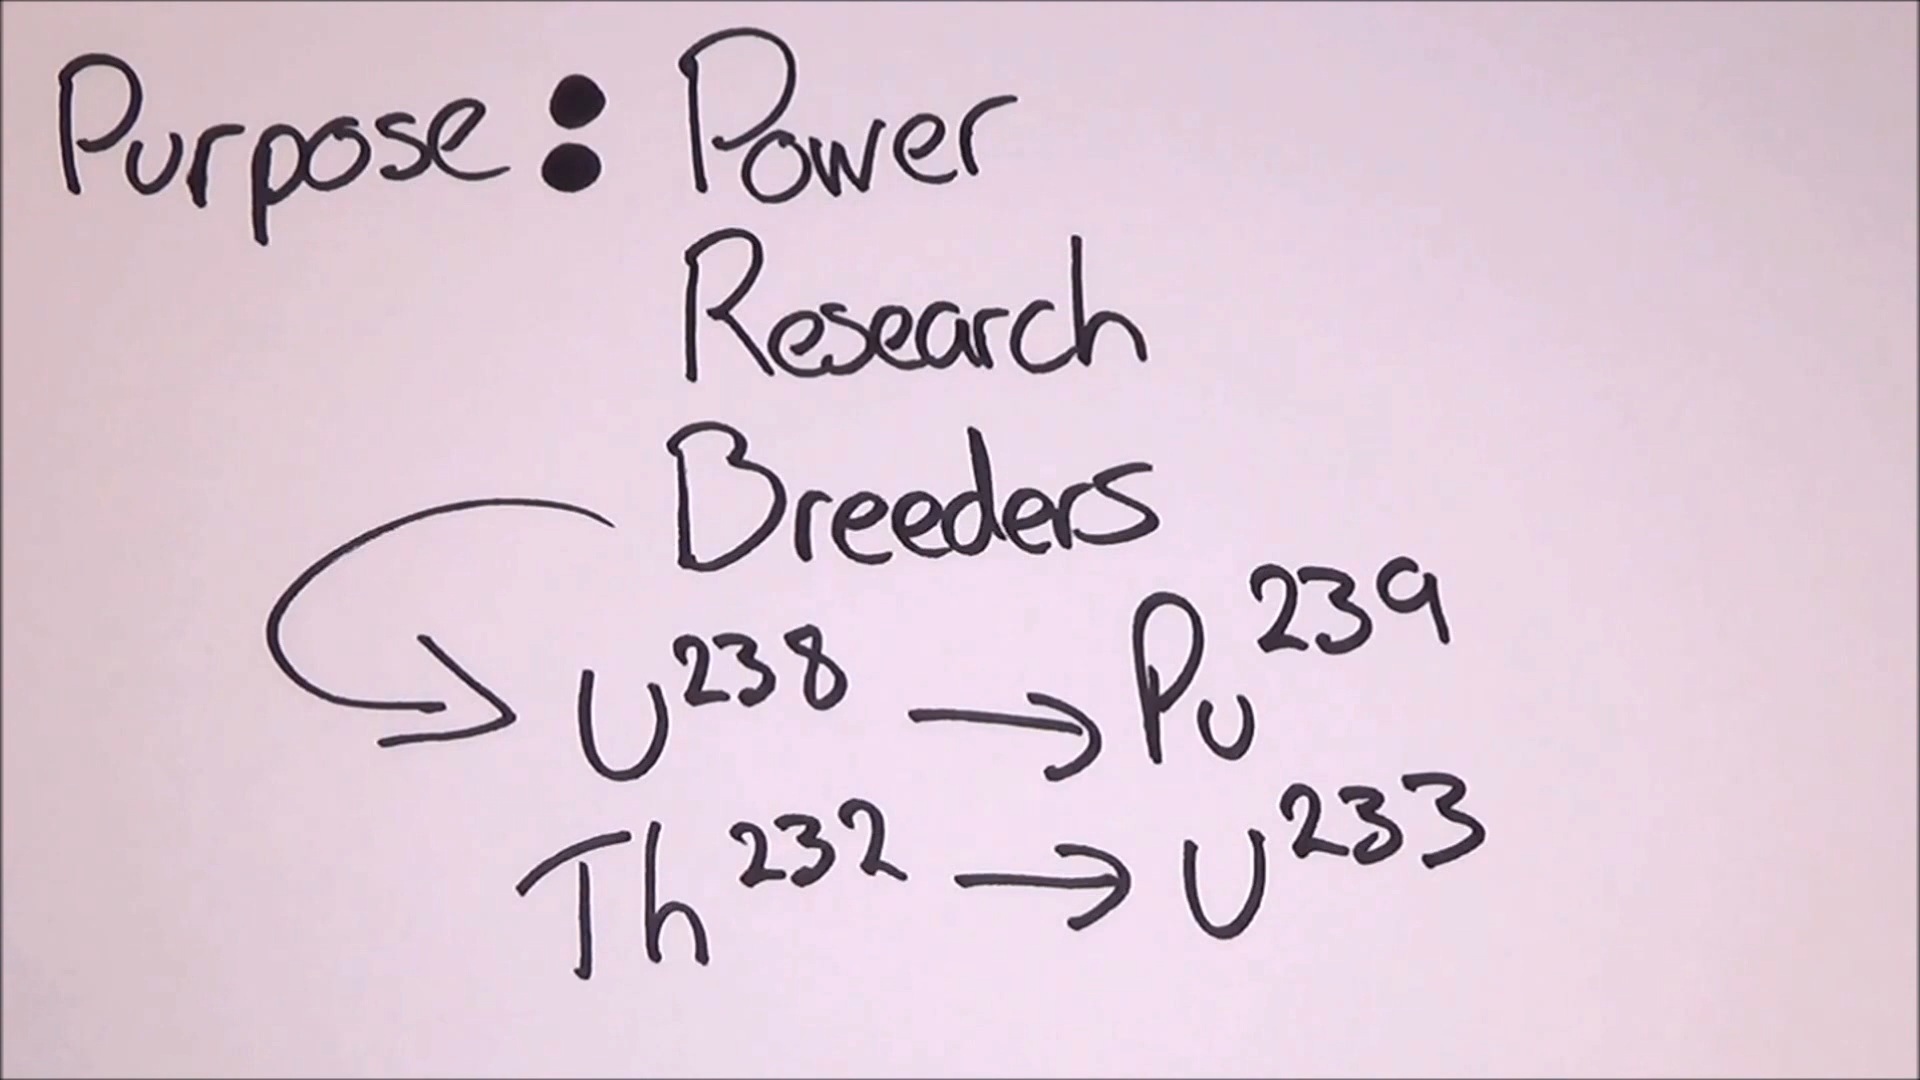 Purpose: Power
Research
Breeders
U²³⁸ → Pu²³⁹
Th²³² → U²³³